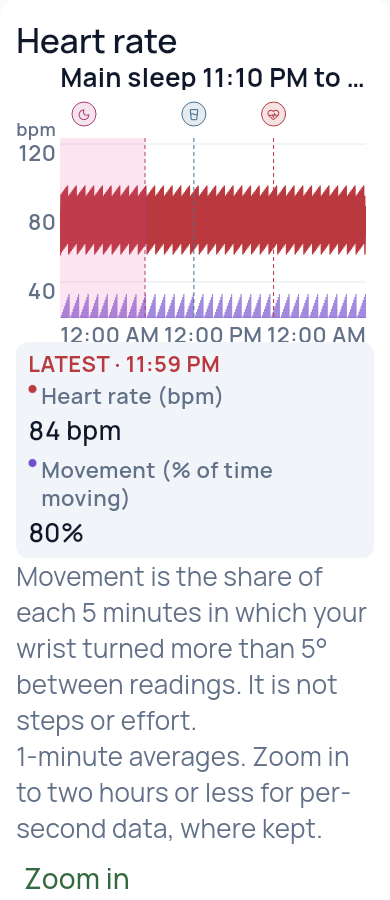 Heart rate
Main sleep 11:10 PM to ...
bpm
120
80
40
12:00 AM 12:00 PM 12:00 AM
LATEST · 11:59 PM
Heart rate (bpm)
84 bpm
Movement (% of time
moving)
80%
Movement is the share of
each 5 minutes in which your
wrist turned more than 5°
between readings. It is not
steps or effort.
1-minute averages. Zoom in
to two hours or less for per-
second data, where kept.
Zoom in